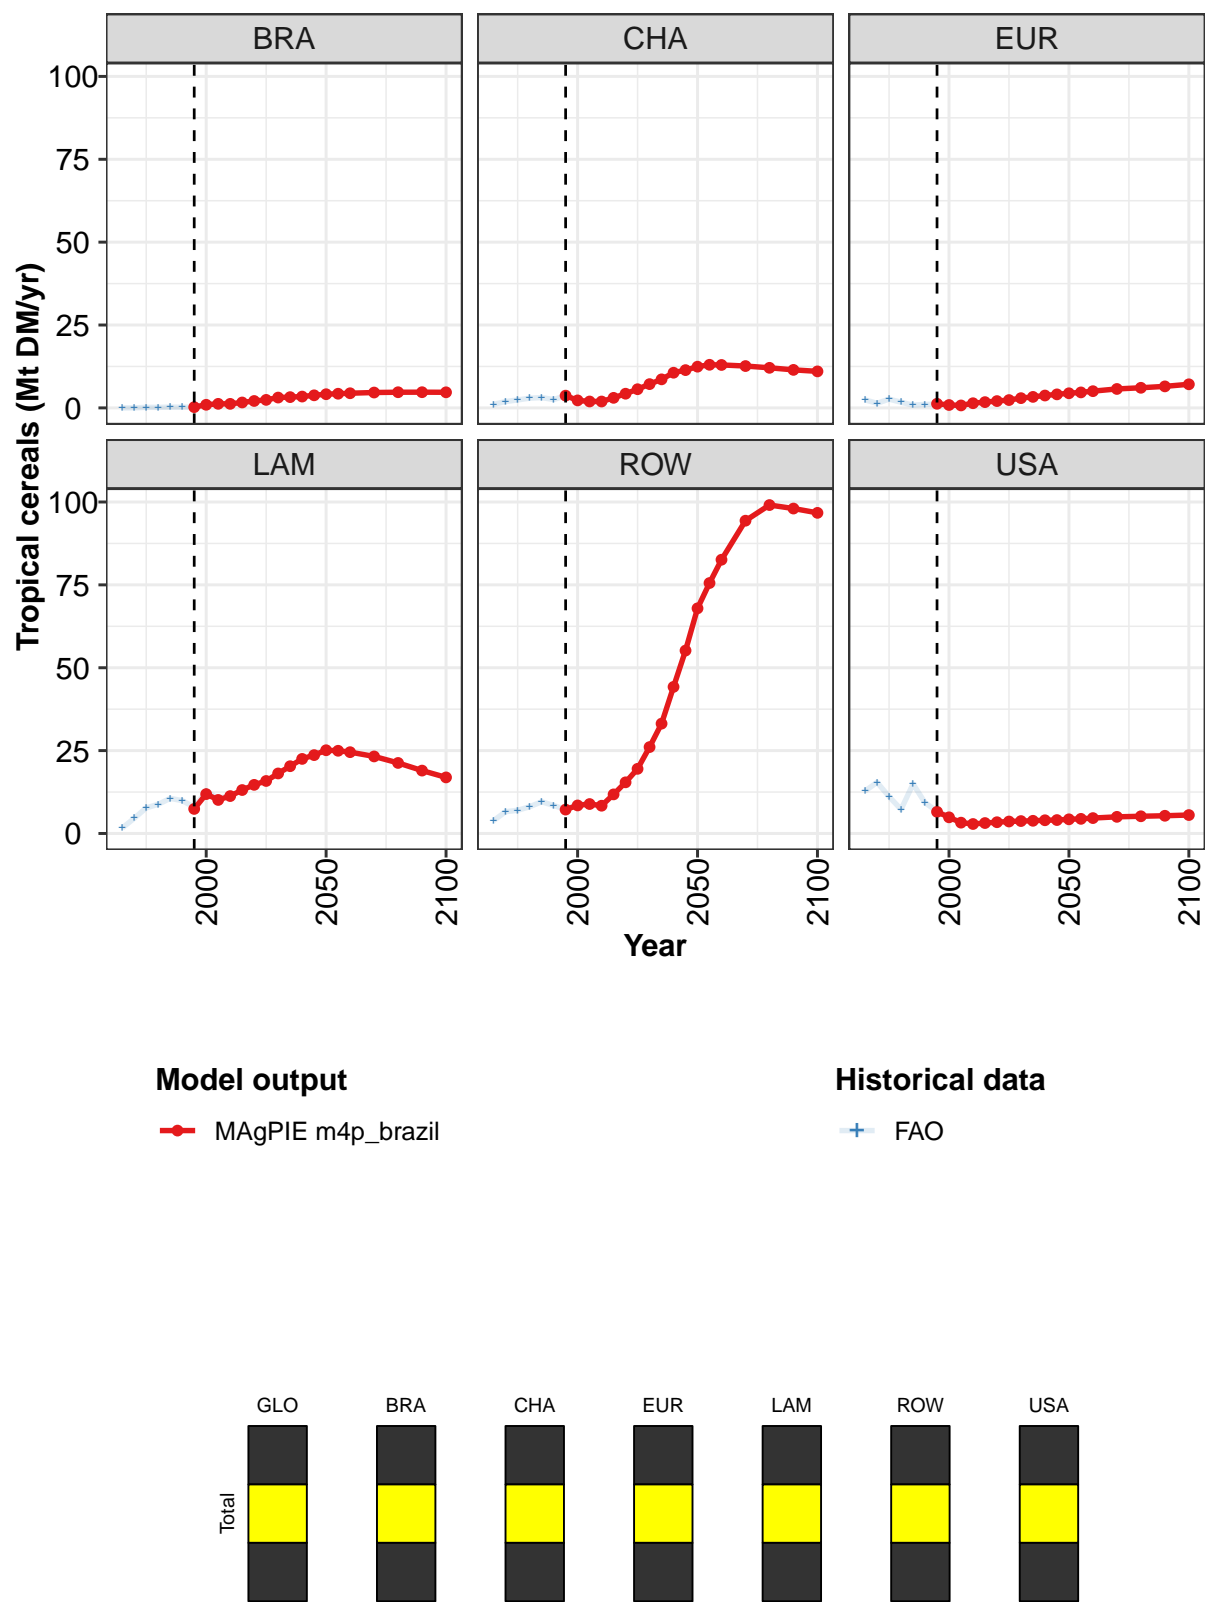 BRA CHA EUR
100
75
50
25
0
Tropical cereals (Mt DM/yr)
LAM ROW USA
100
75
50
25
0
2000 2050 2100 2000 2050 2100 2000 2050 2100
Year
Model output Historical data
MAgPIE m4p_brazil FAO
GLO BRA CHA EUR LAM ROW USA
Total